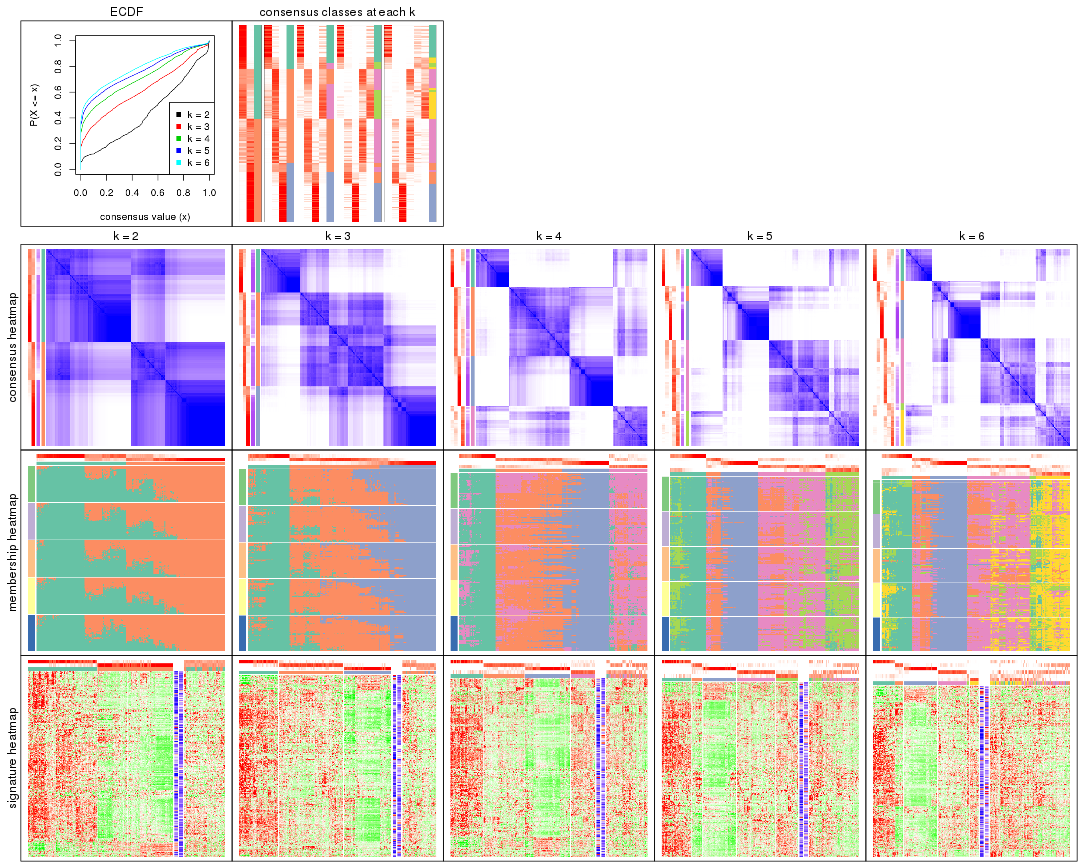 ECDF
consensus classes at each k
P(X <= x)
0.0 0.2 0.4 0.6 0.8 1.0
k = 2
k = 3
k = 4
k = 5
k = 6
0.0 0.2 0.4 0.6 0.8 1.0
consensus value (x)
k = 2
k = 3
k = 4
k = 5
k = 6
consensus heatmap
membership heatmap
signature heatmap